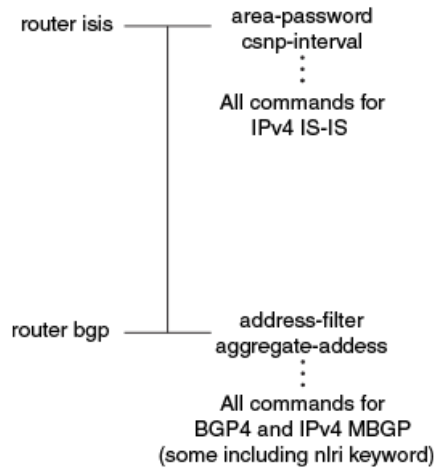 router isis
area-password
csnp-interval
All commands for
IPv4 IS-IS
router bgp
address-filter
aggregate-addess
All commands for
BGP4 and IPv4 MBGP
(some including nlri keyword)